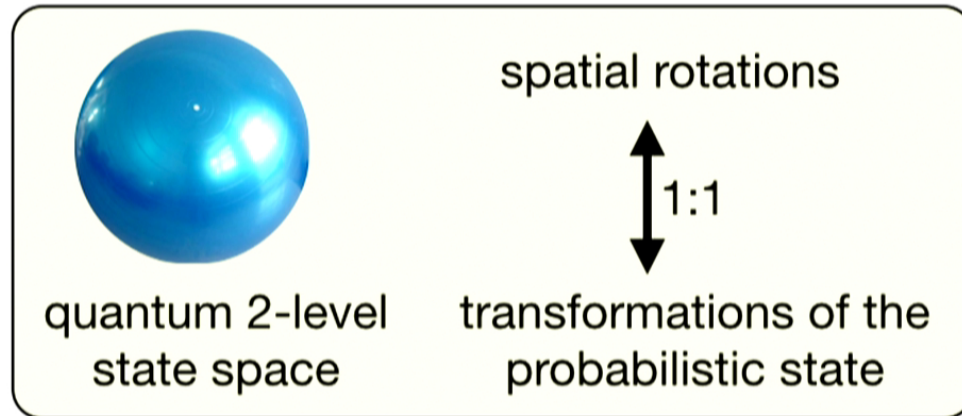 spatial rotations
1:1
quantum 2-level
state space
transformations of the
probabilistic state